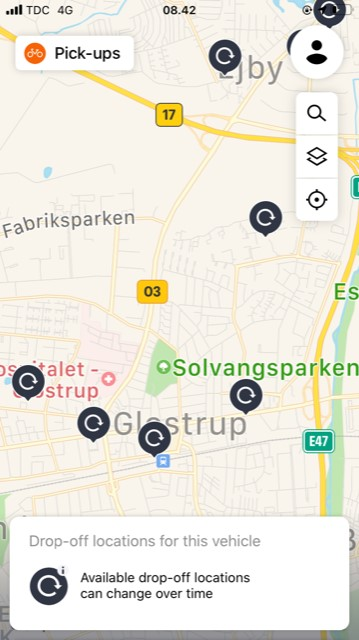 TDC 4G 08.42
Pick-ups
Ejby
17
Fabriksparken
03
Es
Solvangsparken
Glostrup
E47
Drop-off locations for this vehicle
i
Available drop-off locations
can change over time